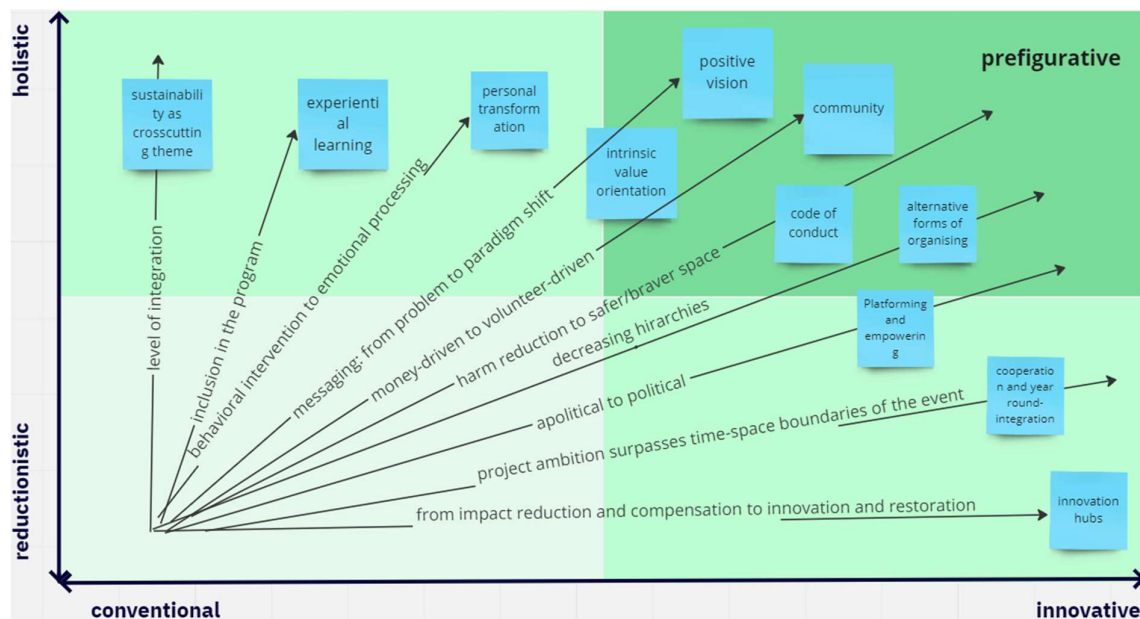 holistic
reductionist
conventional
innovative
prefigurative
sustainabili
ty as
crosscuttin
g theme
experienti
al
learning
personal
transform
ation
positive
vision
community
intrinsic
value
orientation
code of
conduct
alternative
forms of
organising
Platforming
and
empowerin
g
cooperatio
n and year
round-
integration
innovation
hubs
level of integration
inclusion in the program
behavioral intervention to emotional processing
messaging: from problem to paradigm shift
money-driven to volunteer-driven
harm reduction to safer/braver space
decreasing hirarchies
apolitical to political
project ambition surpasses time-space boundaries of the event
from impact reduction and compensation to innovation and restoration